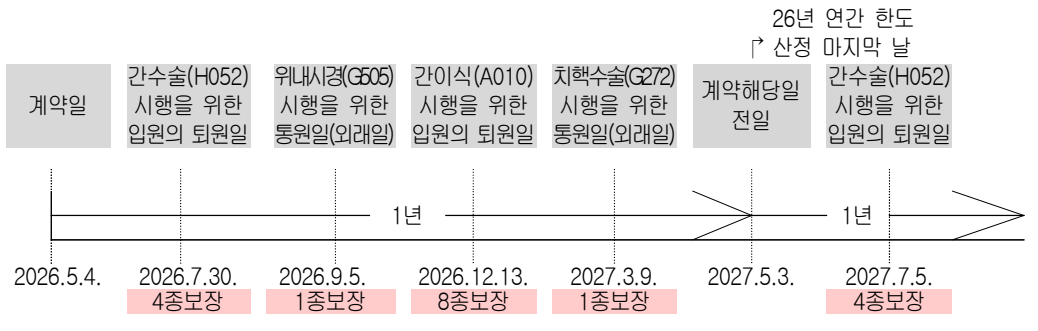 26년 연간 한도
┌→ 산정 마지막 날
계약일
간수술(H052)
시행을 위한
입원의 퇴원일
위내시경(G505)
시행을 위한
통원일(외래일)
간이식(A010)
시행을 위한
입원의 퇴원일
치핵수술(G272)
시행을 위한
통원일(외래일)
계약해당일
전일
간수술(H052)
시행을 위한
입원의 퇴원일
1년
1년
2026.5.4.
2026.7.30.
2026.9.5.
2026.12.13.
2027.3.9.
2027.5.3.
2027.7.5.
4종보장
1종보장
8종보장
1종보장
4종보장